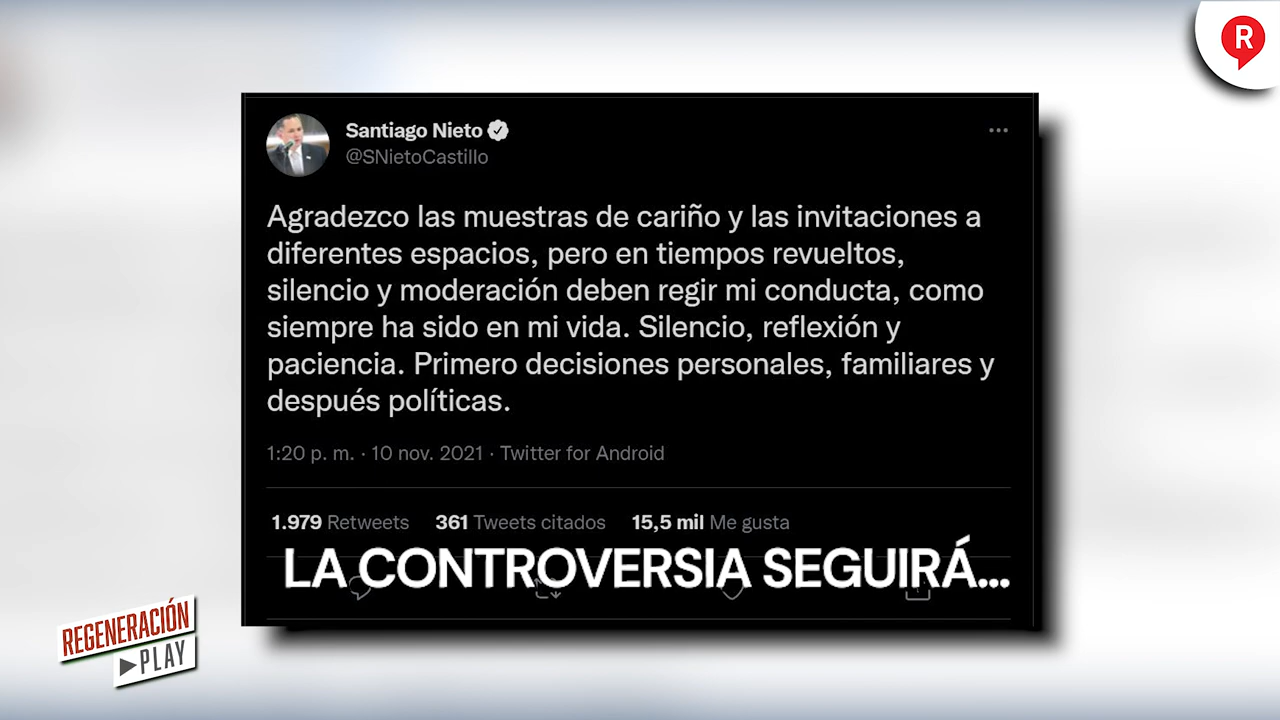 R
Santiago Nieto
@SNietoCastillo
Agradezco las muestras de cariño y las invitaciones a
diferentes espacios, pero en tiempos revueltos,
silencio y moderación deben regir mi conducta, como
siempre ha sido en mi vida. Silencio, reflexión y
paciencia. Primero decisiones personales, familiares y
después políticas.
1:20 p. m. · 10 nov. 2021 · Twitter for Android
1.979 Retweets 361 Tweets citados 15,5 mil Me gusta
LA CONTROVERSIA SEGUIRÁ...
REGENERACIÓN
PLAY